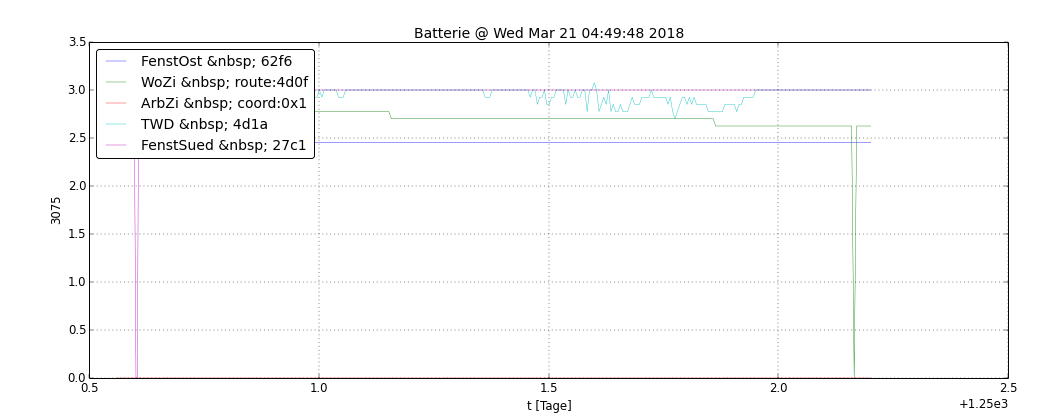 Batterie @ Wed Mar 21 04:49:48 2018
3.5
3.0
2.5
2.0
1.5
1.0
0.5
0.0
3075
FenstOst &nbsp; 62f6
WoZi &nbsp; route:4d0f
ArbZi &nbsp; coord:0x1
TWD &nbsp; 4d1a
FenstSued &nbsp; 27c1
0.5 1.0 1.5 2.0 2.5
t [Tage]
+1.25e3